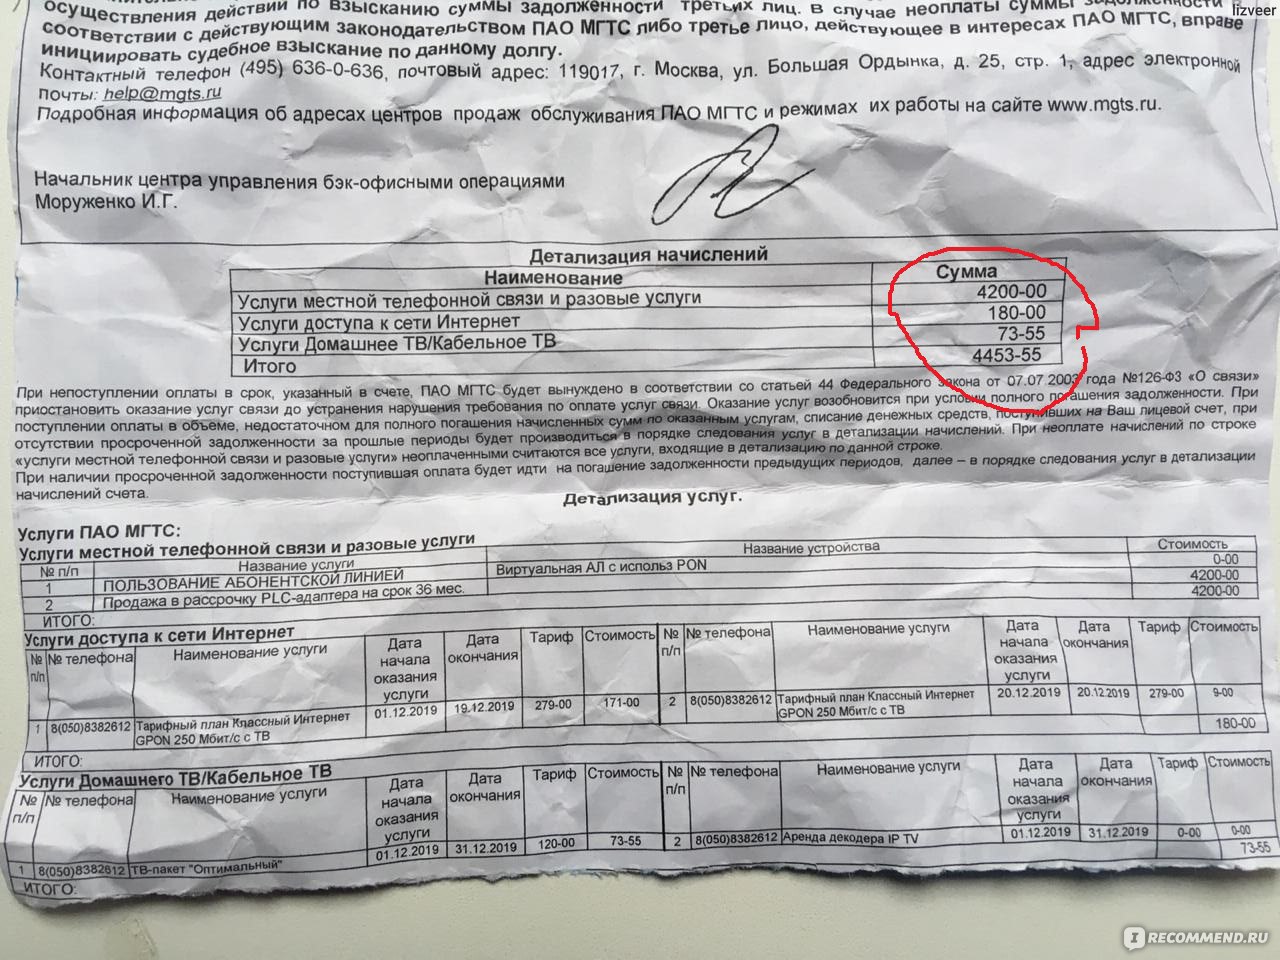 lizveer
осуществления действий по взысканию суммы задолженности третьих лиц. в случае неоплаты суммы задолженности
соответствии с действующим законодательством ПАО МГТС либо третье лицо, действующее в интересах ПАО МГТС, вправе
инициировать судебное взыскание по данному долгу.
Контактный телефон (495) 636-0-636, почтовый адрес: 119017, г. Москва, ул. Большая Ордынка, д. 25, стр. 1, адрес электронной
почты: help@mgts.ru
Подробная информация об адресах центров продаж обслуживания ПАО МГТС и режимах их работы на сайте www.mgts.ru.
Начальник центра управления бэк-офисными операциями
Моруженко И.Г.
Детализация начислений
Наименование Сумма
Услуги местной телефонной связи и разовые услуги 4200-00
Услуги доступа к сети Интернет 180-00
Услуги Домашнее ТВ/Кабельное ТВ 73-55
Итого 4453-55
При непоступлении оплаты в срок, указанный в счете, ПАО МГТС будет вынуждено в соответствии со статьей 44 Федерального закона от 07.07.2003 года №126-ФЗ «О связи»
приостановить оказание услуг связи до устранения нарушения требования по оплате услуг связи. Оказание услуг возобновится при условии полного погашения задолженности. При
поступлении оплаты в объеме, недостаточном для полного погашения начисленных сумм по оказанным услугам, списание денежных средств, поступивших на Ваш лицевой счет, при
отсутствии просроченной задолженности за прошлые периоды будет производиться в порядке следования услуг в детализации начислений. При неоплате начислений по строке
«услуги местной телефонной связи и разовые услуги» неоплаченными считаются все услуги, входящие в детализацию по данной строке.
При наличии просроченной задолженности поступившая оплата будет идти на погашение задолженности предыдущих периодов, далее – в порядке следования услуг в детализации
начислений счета.
Детализация услуг.
Услуги ПАО МГТС:
Услуги местной телефонной связи и разовые услуги
№ п/п Название услуги Название устройства Стоимость
1 ПОЛЬЗОВАНИЕ АБОНЕНТСКОЙ ЛИНИЕЙ Виртуальная АЛ с использ PON 0-00
2 Продажа в рассрочку PLC-адаптера на срок 36 мес. 4200-00
ИТОГО: 4200-00
Услуги доступа к сети Интернет
№ п/п № телефона Наименование услуги Дата начала оказания услуги Дата окончания Тариф Стоимость № п/п № телефона Наименование услуги Дата начала оказания услуги Дата окончания Тариф Стоимость
1 8(050)8382612 Тарифный план Классный Интернет GPON 250 Мбит/с с ТВ 01.12.2019 19.12.2019 279-00 171-00 2 8(050)8382612 Тарифный план Классный Интернет GPON 250 Мбит/с с ТВ 20.12.2019 20.12.2019 279-00 9-00
ИТОГО: 180-00
Услуги Домашнего ТВ/Кабельное ТВ
№ п/п № телефона Наименование услуги Дата начала оказания услуги Дата окончания Тариф Стоимость № п/п № телефона Наименование услуги Дата начала оказания услуги Дата окончания Тариф Стоимость
1 8(050)8382612 ТВ-пакет "Оптимальный" 01.12.2019 31.12.2019 120-00 73-55 2 8(050)8382612 Аренда декодера IP TV 01.12.2019 31.12.2019 0-00 0-00
ИТОГО: 73-55
IRECOMMEND.RU